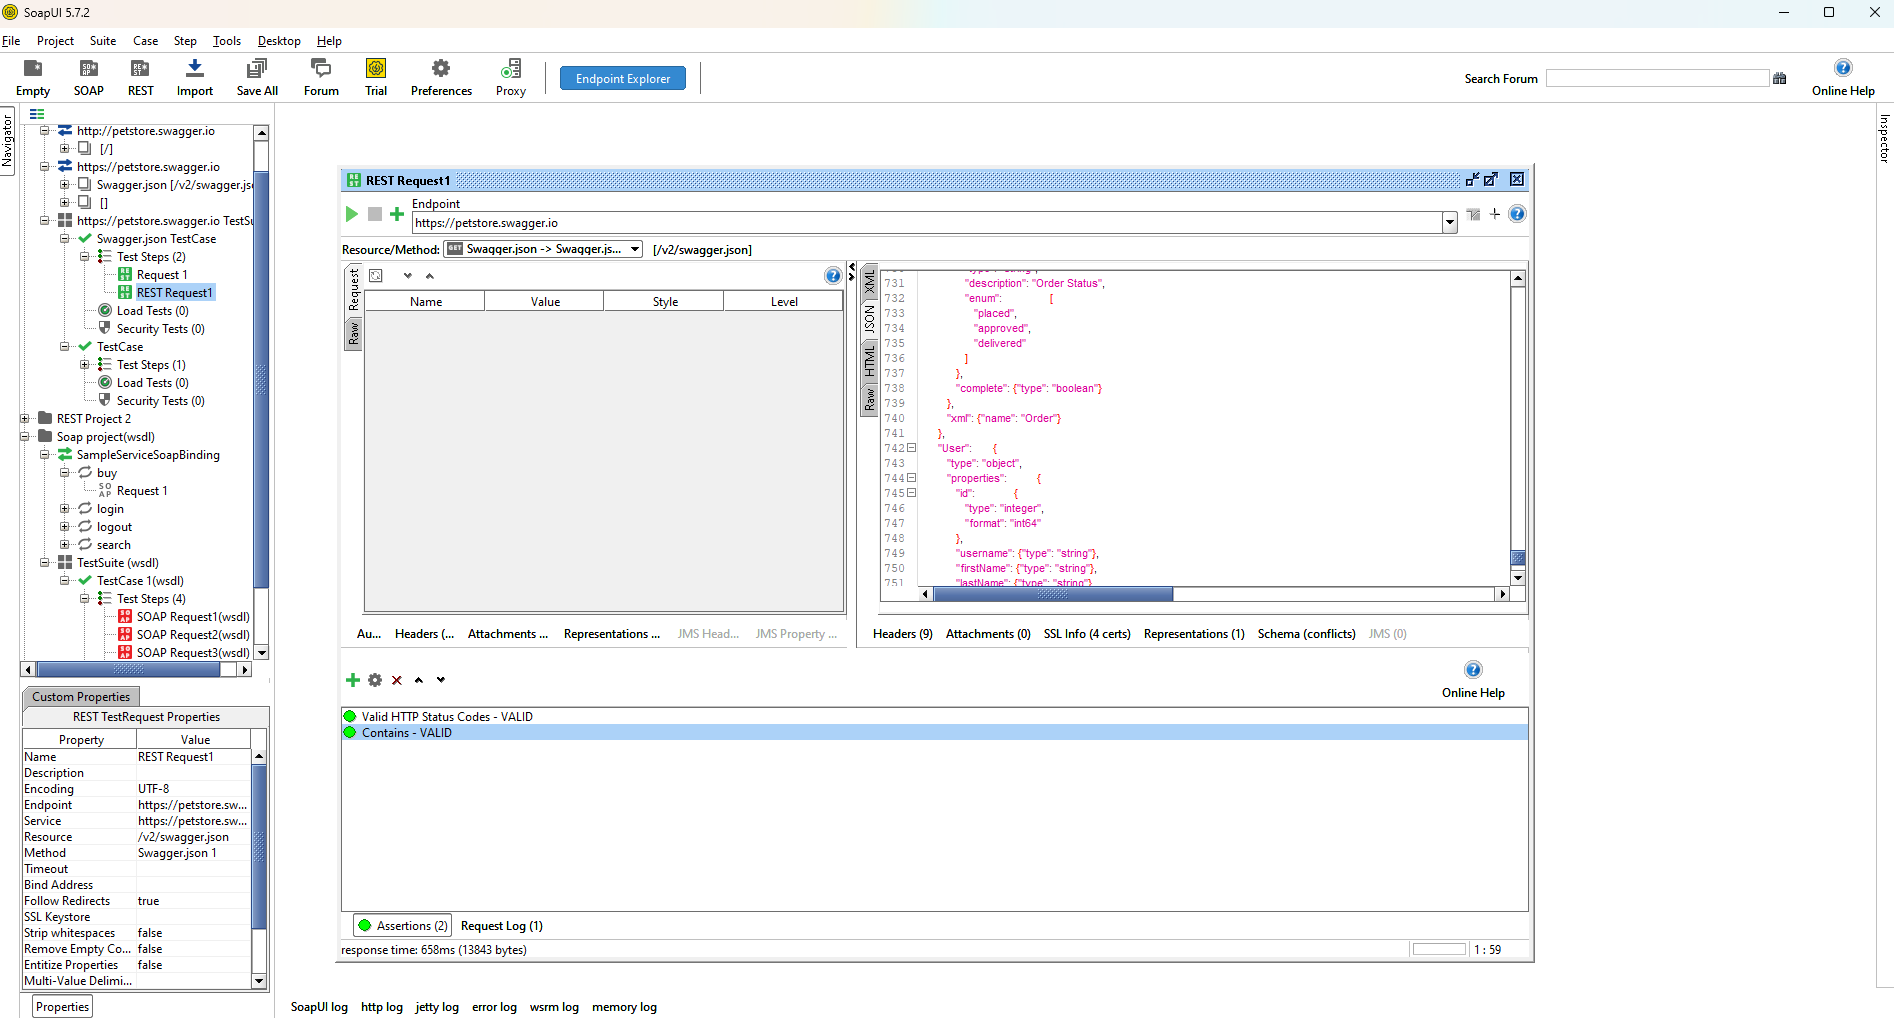 SoapUI 5.7.2
File Project Suite Case Step Tools Desktop Help
Empty SOAP REST Import Save All Forum Trial Preferences Proxy Endpoint Explorer Search Forum Online Help
Navigator
Inspector
http://petstore.swagger.io
[/]
https://petstore.swagger.io
Swagger.json [/v2/swagger.js
[]
https://petstore.swagger.io TestSu
Swagger.json TestCase
Test Steps (2)
Request 1
REST Request1
Load Tests (0)
Security Tests (0)
TestCase
Test Steps (1)
Load Tests (0)
Security Tests (0)
REST Project 2
Soap project(wsdl)
SampleServiceSoapBinding
buy
Request 1
login
logout
search
TestSuite (wsdl)
TestCase 1(wsdl)
Test Steps (4)
SOAP Request1(wsdl)
SOAP Request2(wsdl)
SOAP Request3(wsdl)
Custom Properties
REST TestRequest Properties
Property Value
Name REST Request1
Description
Encoding UTF-8
Endpoint https://petstore.sw...
Service https://petstore.sw...
Resource /v2/swagger.json
Method Swagger.json 1
Timeout
Bind Address
Follow Redirects true
SSL Keystore
Strip whitespaces false
Remove Empty Co... false
Entitize Properties false
Multi-Value Delimi...
Properties
REST Request1
Endpoint
https://petstore.swagger.io
Resource/Method: GET Swagger.json -> Swagger.js... [/v2/swagger.json]
Request
Raw
Name Value Style Level
Au... Headers (... Attachments ... Representations ... JMS Head... JMS Property ...
XML
JSON
HTML
Raw
731 "description": "Order Status",
732 "enum": [
733 "placed",
734 "approved",
735 "delivered"
736 ]
737 },
738 "complete": {"type": "boolean"}
739 },
740 "xml": {"name": "Order"}
741 },
742 "User": {
743 "type": "object",
744 "properties": {
745 "id": {
746 "type": "integer",
747 "format": "int64"
748 },
749 "username": {"type": "string"},
750 "firstName": {"type": "string"},
751 "lastName": {"type": "string"}
Headers (9) Attachments (0) SSL Info (4 certs) Representations (1) Schema (conflicts) JMS (0)
Online Help
Valid HTTP Status Codes - VALID
Contains - VALID
Assertions (2) Request Log (1)
response time: 658ms (13843 bytes) 1 : 59
SoapUI log http log jetty log error log wsrm log memory log